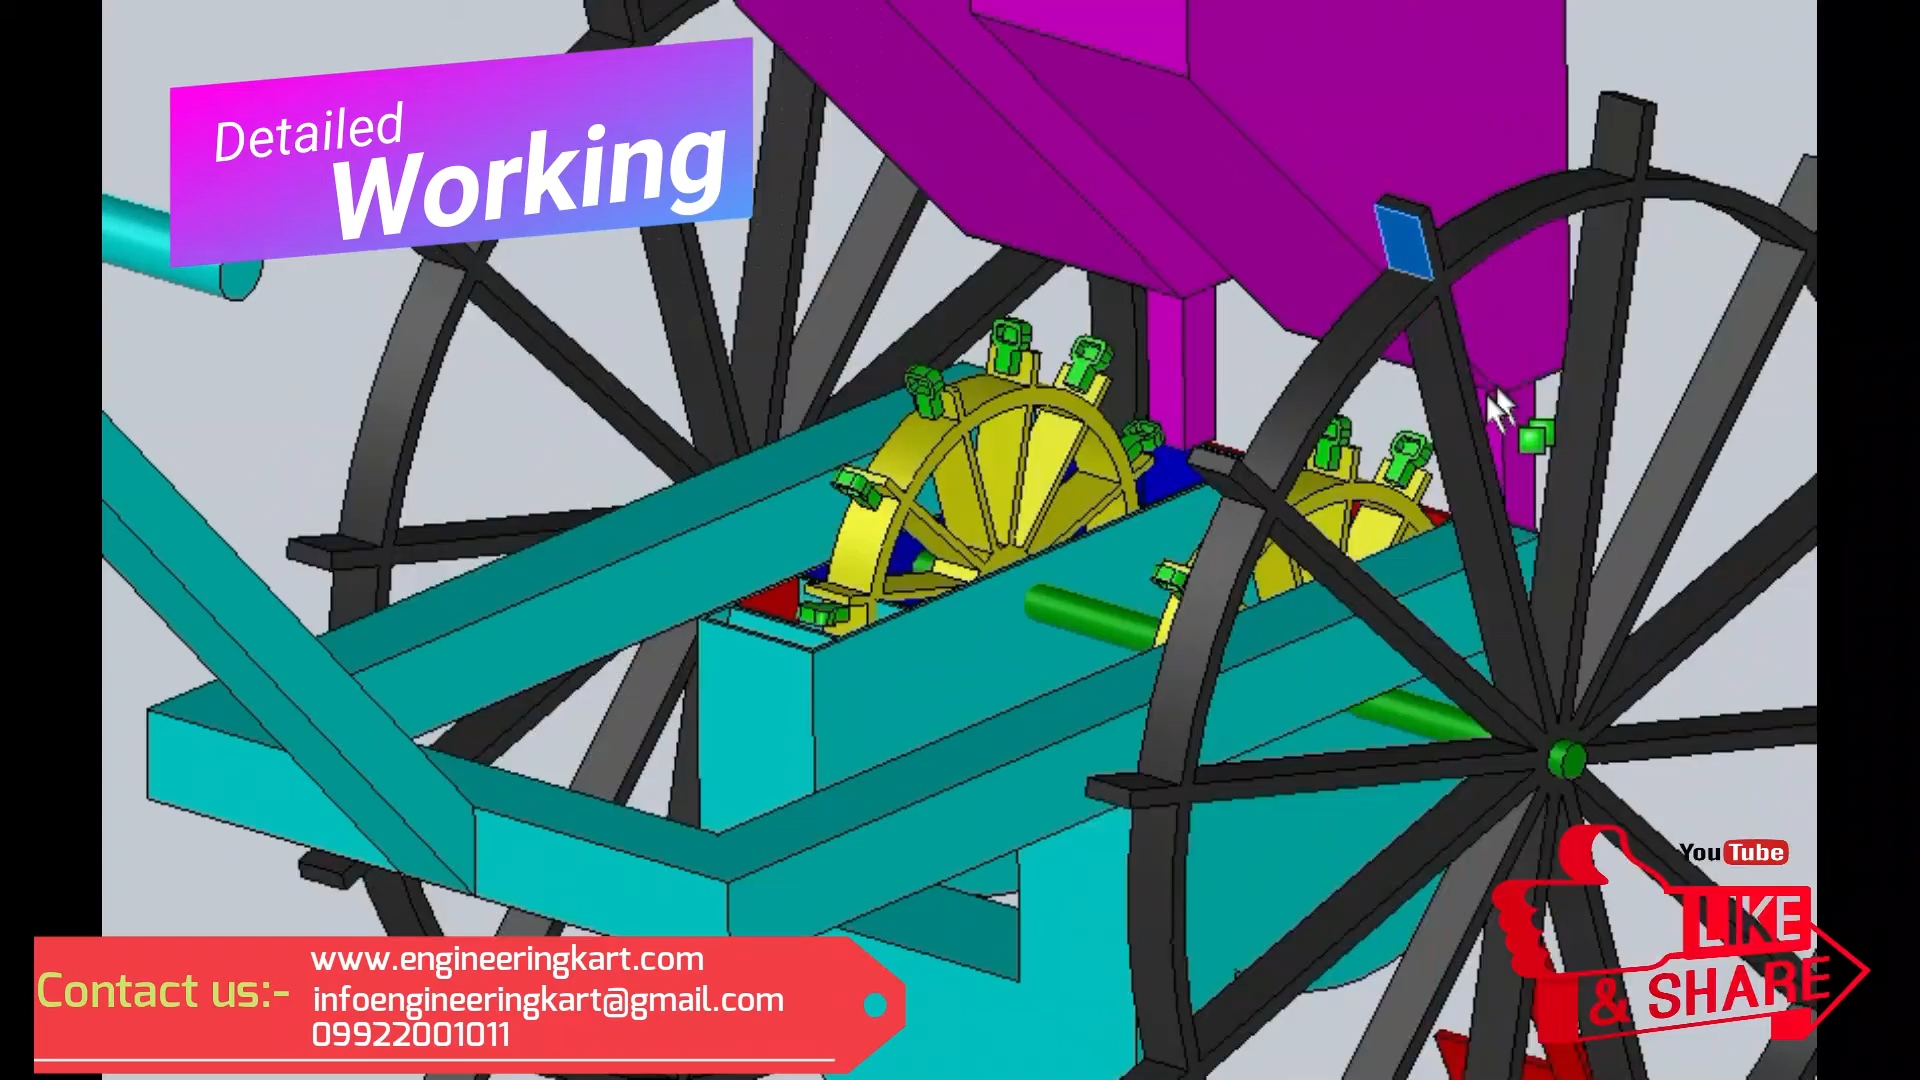 Detailed
Working
YouTube
LIKE
& SHARE
Contact us:-
www.engineeringkart.com
infoengineeringkart@gmail.com
09922001011